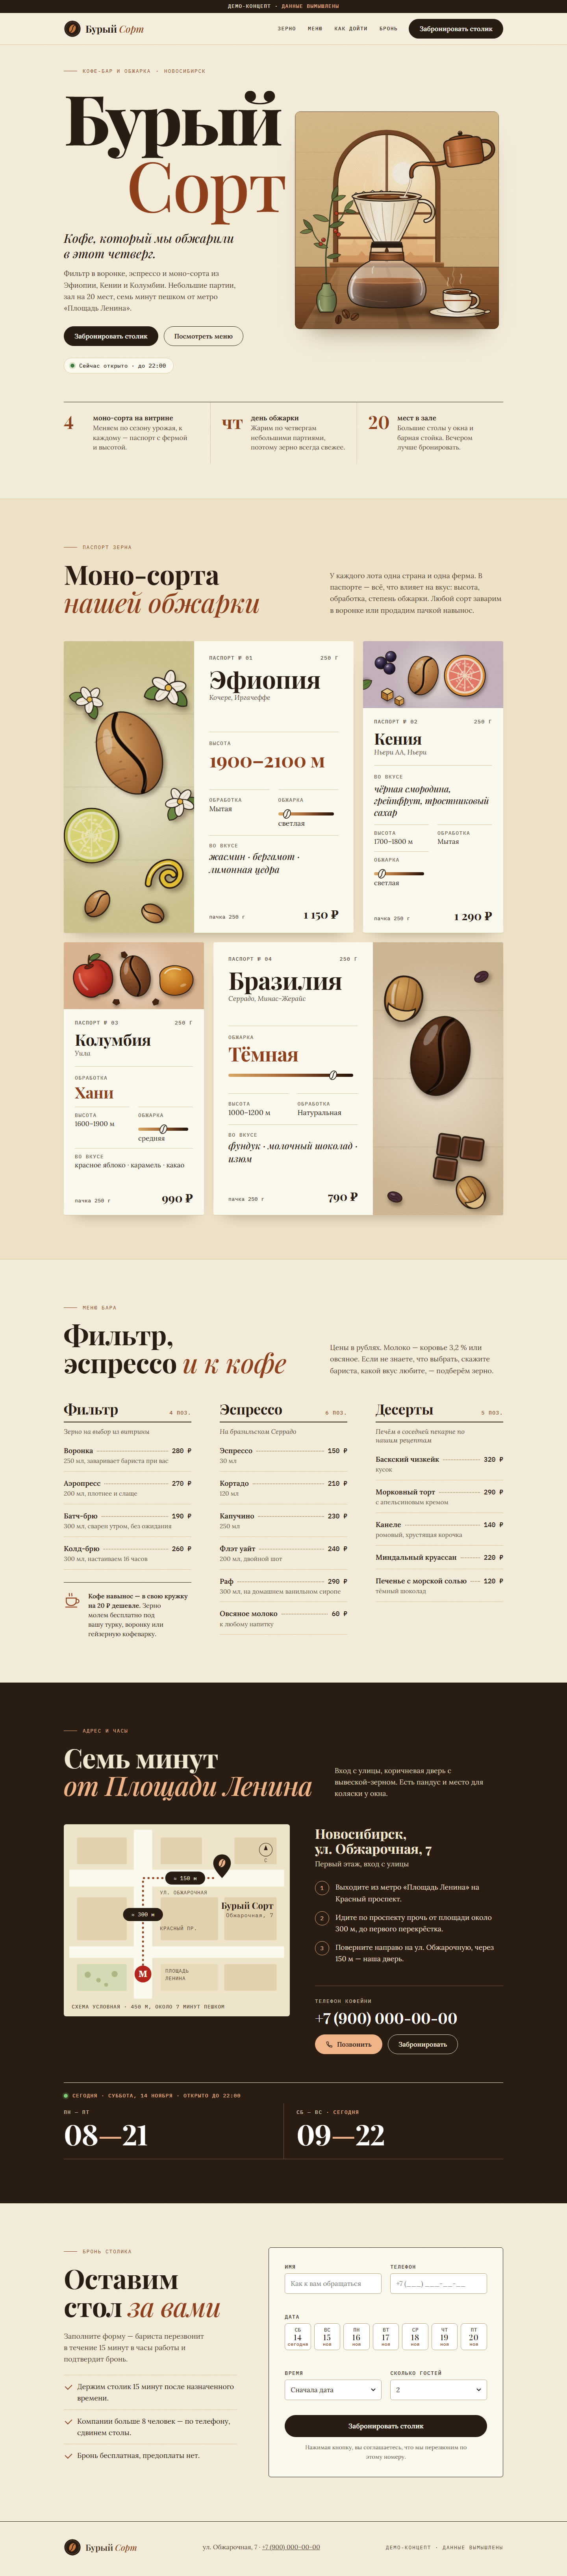 ДЕМО-КОНЦЕПТ · ДАННЫЕ ВЫМЫШЛЕНЫ
Бурый Сорт
ЗЕРНО МЕНЮ КАК ДОЙТИ БРОНЬ Забронировать столик
КОФЕ-БАР И ОБЖАРКА · НОВОСИБИРСК
Бурый
Сорт
Кофе, который мы обжарили
в этот четверг.
Фильтр в воронке, эспрессо и моно-сорта из
Эфиопии, Кении и Колумбии. Небольшие партии,
зал на 20 мест, семь минут пешком от метро
«Площадь Ленина».
Забронировать столик Посмотреть меню
Сейчас открыто · до 22:00
4 моно-сорта на витрине
Меняем по сезону урожая, к
каждому — паспорт с фермой
и высотой.
ЧТ день обжарки
Жарим по четвергам
небольшими партиями,
поэтому зерно всегда свежее.
20 мест в зале
Большие столы у окна и
барная стойка. Вечером
лучше бронировать.
ПАСПОРТ ЗЕРНА
Моно-сорта
нашей обжарки
У каждого лота одна страна и одна ферма. В
паспорте — всё, что влияет на вкус: высота,
обработка, степень обжарки. Любой сорт заварим
в воронке или продадим пачкой навынос.
ПАСПОРТ № 01 250 Г
Эфиопия
Кочере, Иргачеффе
ВЫСОТА
1900–2100 м
ОБРАБОТКА
Мытая
ОБЖАРКА
светлая
ВО ВКУСЕ
жасмин · бергамот ·
лимонная цедра
пачка 250 г 1 150 ₽
ПАСПОРТ № 02 250 Г
Кения
Ньери АА, Ньери
ВО ВКУСЕ
чёрная смородина,
грейпфрут, тростниковый
сахар
ВЫСОТА
1700–1800 м
ОБРАБОТКА
Мытая
ОБЖАРКА
светлая
пачка 250 г 1 290 ₽
ПАСПОРТ № 03 250 Г
Колумбия
Уила
ОБРАБОТКА
Хани
ВЫСОТА
1600–1900 м
ОБЖАРКА
средняя
ВО ВКУСЕ
красное яблоко · карамель · какао
пачка 250 г 990 ₽
ПАСПОРТ № 04 250 Г
Бразилия
Серрадо, Минас-Жерайс
ОБЖАРКА
Тёмная
ВЫСОТА
1000–1200 м
ОБРАБОТКА
Натуральная
ВО ВКУСЕ
фундук · молочный шоколад ·
изюм
пачка 250 г 790 ₽
МЕНЮ БАРА
Фильтр,
эспрессо и к кофе
Цены в рублях. Молоко — коровье 3,2 % или
овсяное. Если не знаете, что выбрать, скажите
бариста, какой вкус любите, — подберём зерно.
Фильтр 4 ПОЗ.
Зерно на выбор из витрины
Воронка 280 ₽
250 мл, заваривает бариста при вас
Аэропресс 270 ₽
200 мл, плотнее и слаще
Батч-брю 190 ₽
300 мл, сварен утром, без ожидания
Колд-брю 260 ₽
300 мл, настаиваем 16 часов
Кофе навынос — в свою кружку
на 20 ₽ дешевле. Зерно
мелем бесплатно под
вашу турку, воронку или
гейзерную кофеварку.
Эспрессо 6 ПОЗ.
На бразильском Серрадо
Эспрессо 150 ₽
30 мл
Кортадо 210 ₽
120 мл
Капучино 230 ₽
250 мл
Флэт уайт 240 ₽
200 мл, двойной шот
Раф 290 ₽
300 мл, на домашнем ванильном сиропе
Овсяное молоко 60 ₽
к любому напитку
Десерты 5 ПОЗ.
Печём в соседней пекарне по
нашим рецептам
Баскский чизкейк 320 ₽
кусок
Морковный торт 290 ₽
с апельсиновым кремом
Канеле 140 ₽
ромовый, хрустящая корочка
Миндальный круассан 220 ₽
Печенье с морской солью 120 ₽
тёмный шоколад
АДРЕС И ЧАСЫ
Семь минут
от Площади Ленина
Вход с улицы, коричневая дверь с
вывеской-зерном. Есть пандус и место для
коляски у окна.
С
≈ 150 м
УЛ. ОБЖАРОЧНАЯ
Бурый Сорт
Обжарочная, 7
≈ 300 м
КРАСНЫЙ ПР.
М
ПЛОЩАДЬ
ЛЕНИНА
СХЕМА УСЛОВНАЯ · 450 М, ОКОЛО 7 МИНУТ ПЕШКОМ
Новосибирск,
ул. Обжарочная, 7
Первый этаж, вход с улицы
1 Выходите из метро «Площадь Ленина» на
Красный проспект.
2 Идите по проспекту прочь от площади около
300 м, до первого перекрёстка.
3 Поверните направо на ул. Обжарочную, через
150 м — наша дверь.
ТЕЛЕФОН КОФЕЙНИ
+7 (900) 000-00-00
Позвонить Забронировать
СЕГОДНЯ · СУББОТА, 14 НОЯБРЯ · ОТКРЫТО ДО 22:00
ПН — ПТ
08—21
СБ — ВС · СЕГОДНЯ
09—22
БРОНЬ СТОЛИКА
Оставим
стол за вами
Заполните форму — бариста перезвонит
в течение 15 минут в часы работы и
подтвердит бронь.
Держим столик 15 минут после назначенного
времени.
Компании больше 8 человек — по телефону,
сдвинем столы.
Бронь бесплатная, предоплаты нет.
ИМЯ ТЕЛЕФОН
Как к вам обращаться +7 (___) ___-__-__
ДАТА
СБ ВС ПН ВТ СР ЧТ ПТ
14 15 16 17 18 19 20
сегодня ноя ноя ноя ноя ноя ноя
ВРЕМЯ СКОЛЬКО ГОСТЕЙ
Сначала дата 2
Забронировать столик
Нажимая кнопку, вы соглашаетесь, что мы перезвоним по
этому номеру.
Бурый Сорт
ул. Обжарочная, 7 · +7 (900) 000-00-00
ДЕМО-КОНЦЕПТ · ДАННЫЕ ВЫМЫШЛЕНЫ